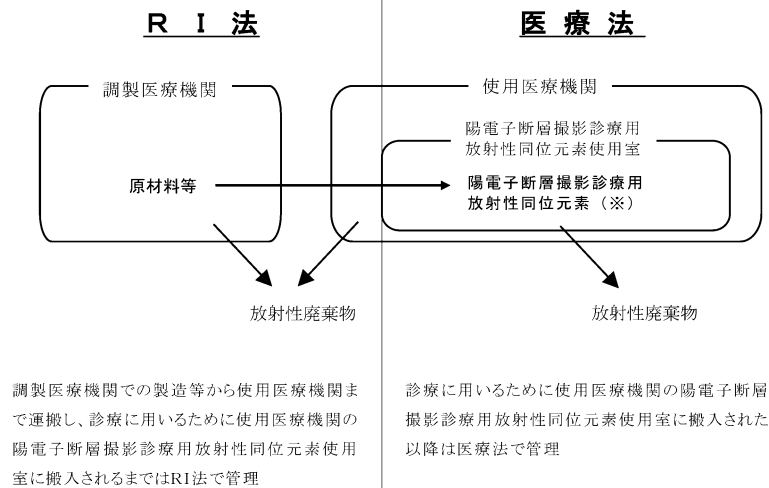 ＲＩ法
医療法
調製医療機関
使用医療機関
陽電子断層撮影診療用
放射性同位元素使用室
原材料等
陽電子断層撮影診療用
放射性同位元素（※）
放射性廃棄物
放射性廃棄物
調製医療機関での製造等から使用医療機関ま
で運搬し、診療に用いるために使用医療機関の
陽電子断層撮影診療用放射性同位元素使用
室に搬入されるまではRI法で管理
診療に用いるために使用医療機関の陽電子断層
撮影診療用放射性同位元素使用室に搬入された
以降は医療法で管理